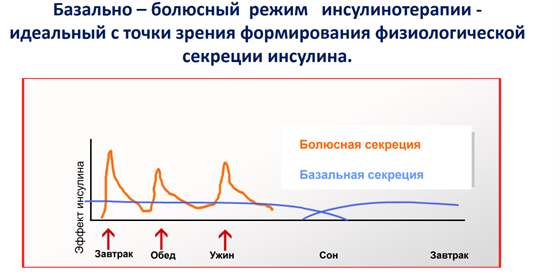 Базально – болюсный режим инсулинотерапии -
идеальный с точки зрения формирования физиологической
секреции инсулина.
Болюсная секреция
Базальная секреция
Эффект инсулина
Завтрак Обед Ужин Сон Завтрак